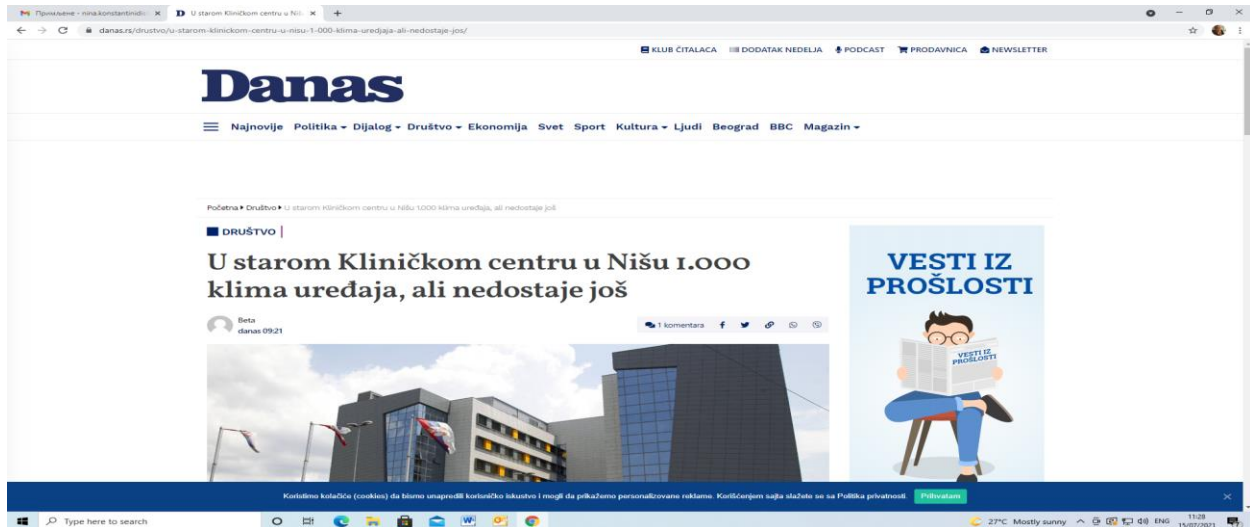 Примљене - nina.konstantinidis
U starom Kliničkom centru u Niš
danas.rs/drustvo/u-starom-klinickom-centru-u-nisu-1-000-klima-uredjaja-ali-nedostaje-jos/
KLUB ČITALACA DODATAK NEDELJA PODCAST PRODAVNICA NEWSLETTER
Danas
Najnovije Politika Dijalog Društvo Ekonomija Svet Sport Kultura Ljudi Beograd BBC Magazin
Početna Društvo U starom Kliničkom centru u Nišu 1.000 klima uređaja, ali nedostaje još
DRUŠTVO
U starom Kliničkom centru u Nišu 1.000
klima uređaja, ali nedostaje još
Beta
danas 09:21
1 komentara
VESTI IZ
PROŠLOSTI
VESTI IZ
PROŠLOSTI
Koristimo kolačiće (cookies) da bismo unapredili korisničko iskustvo i mogli da prikažemo personalizovane reklame. Korišćenjem sajta slažete se sa Politika privatnosti. Prihvatam
Type here to search
27°C Mostly sunny ENG
11:28
15/07/2021